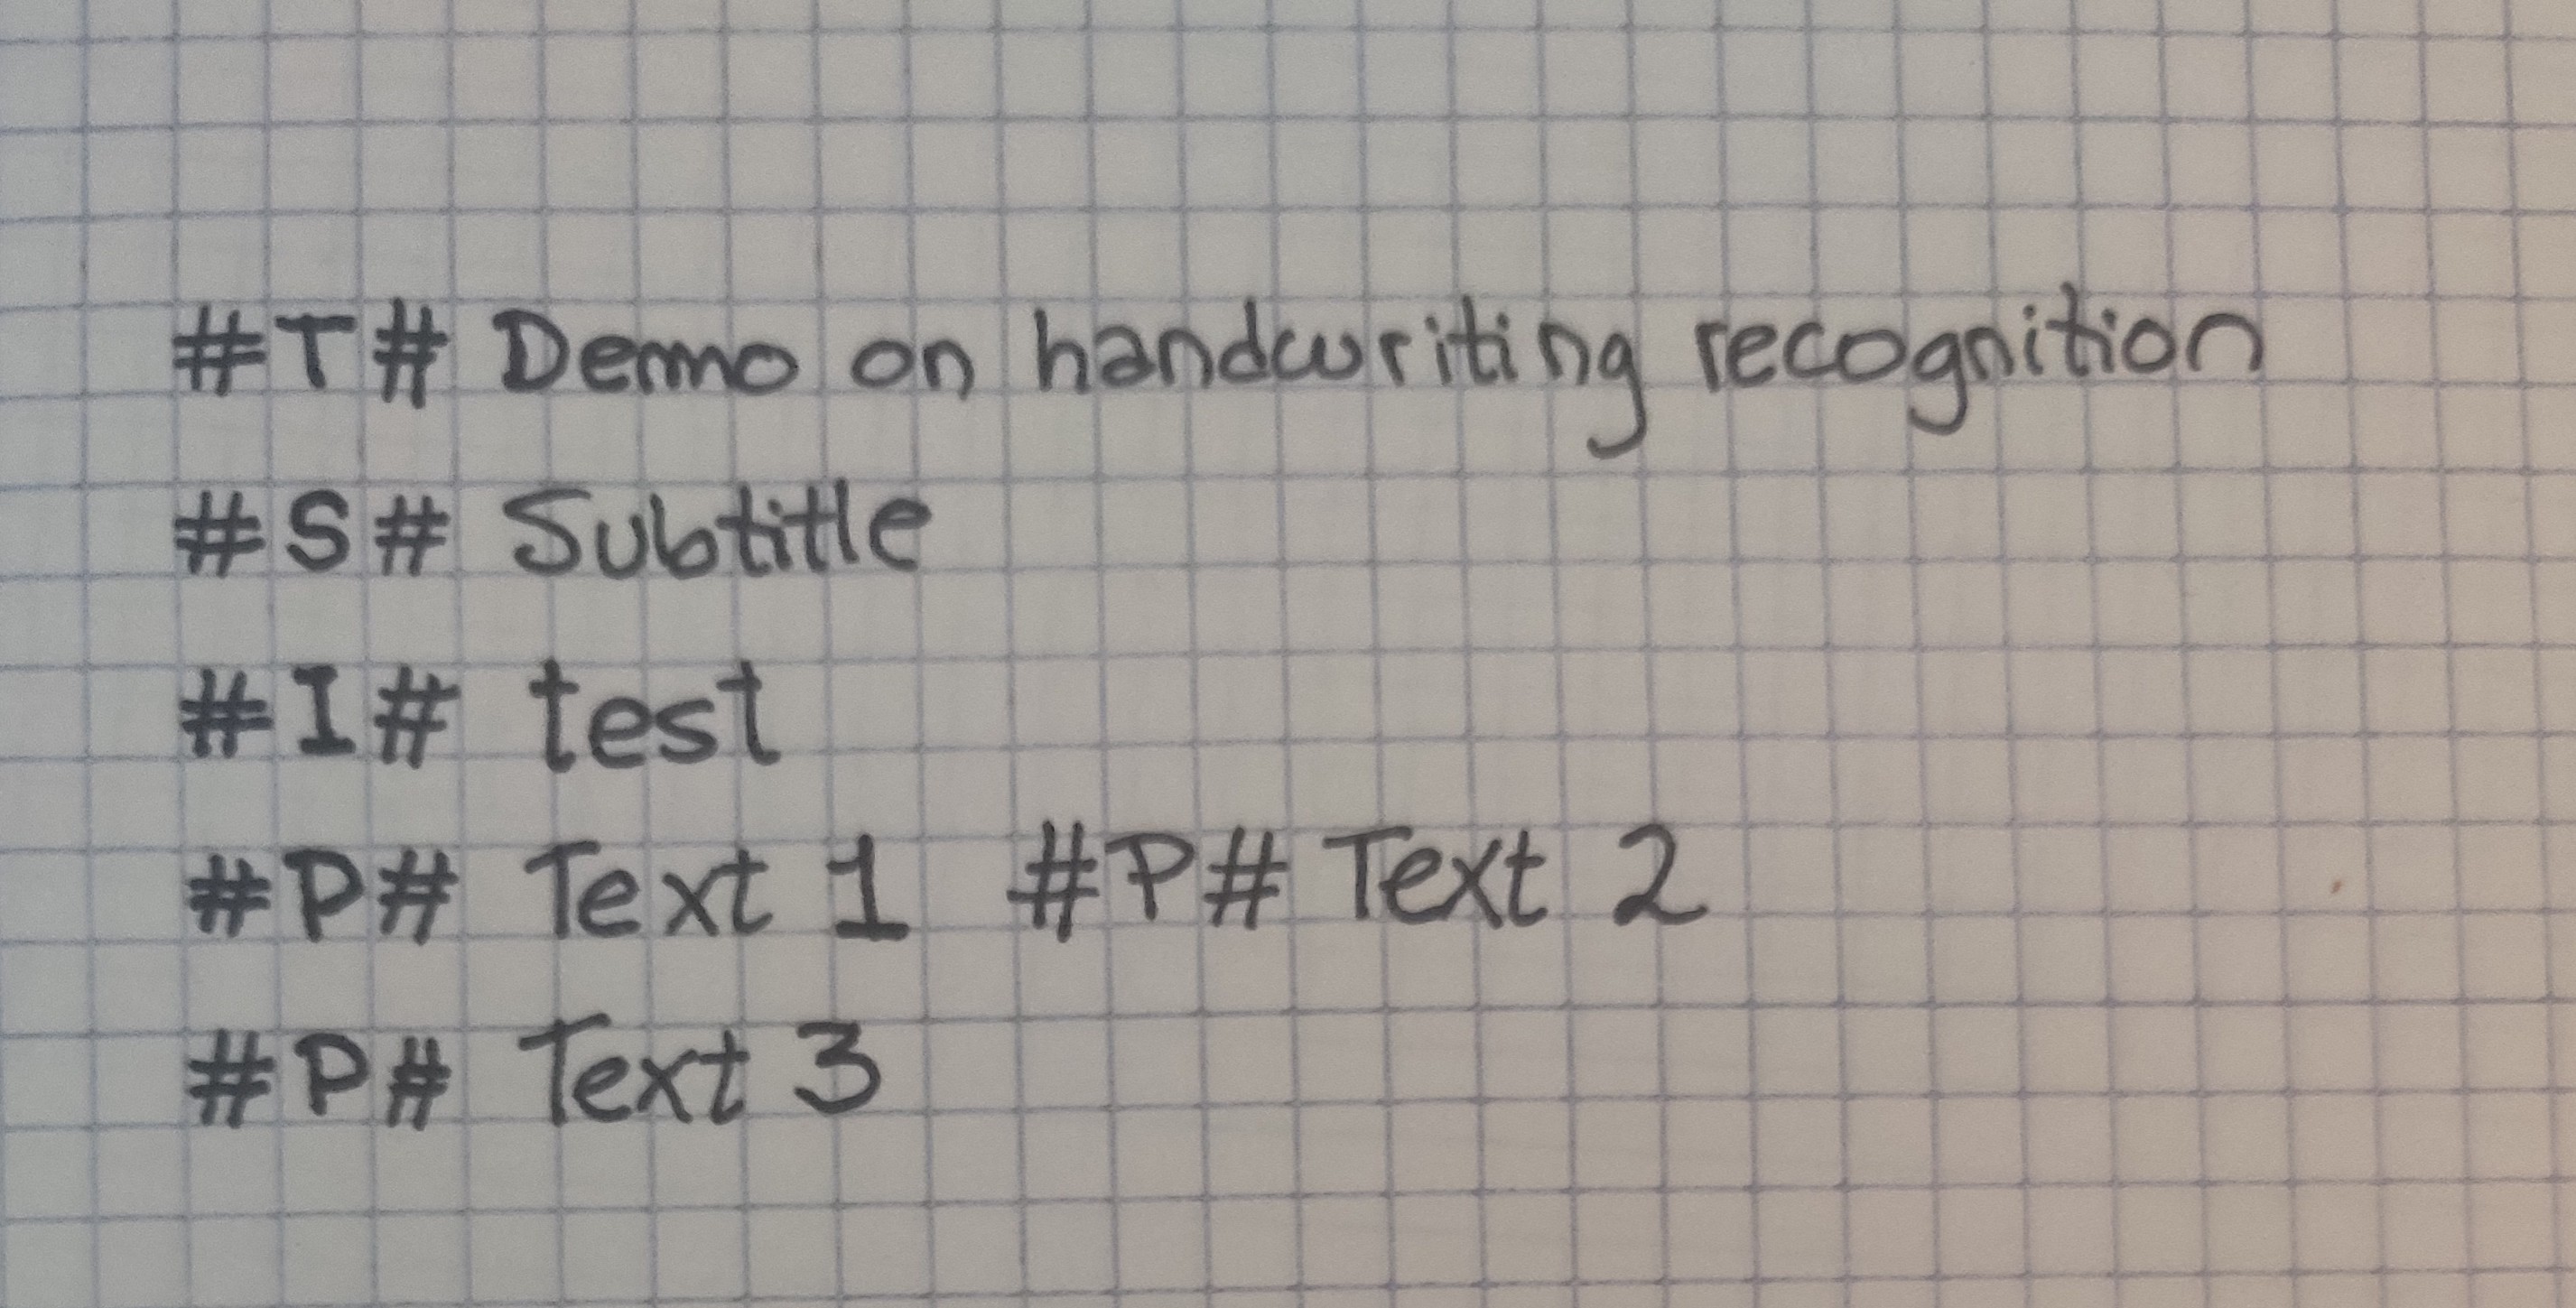 #T# Demo on handwriting recognition
#S# Subtitle
#I# test
#P# Text 1 #P# Text 2
#P# Text 3